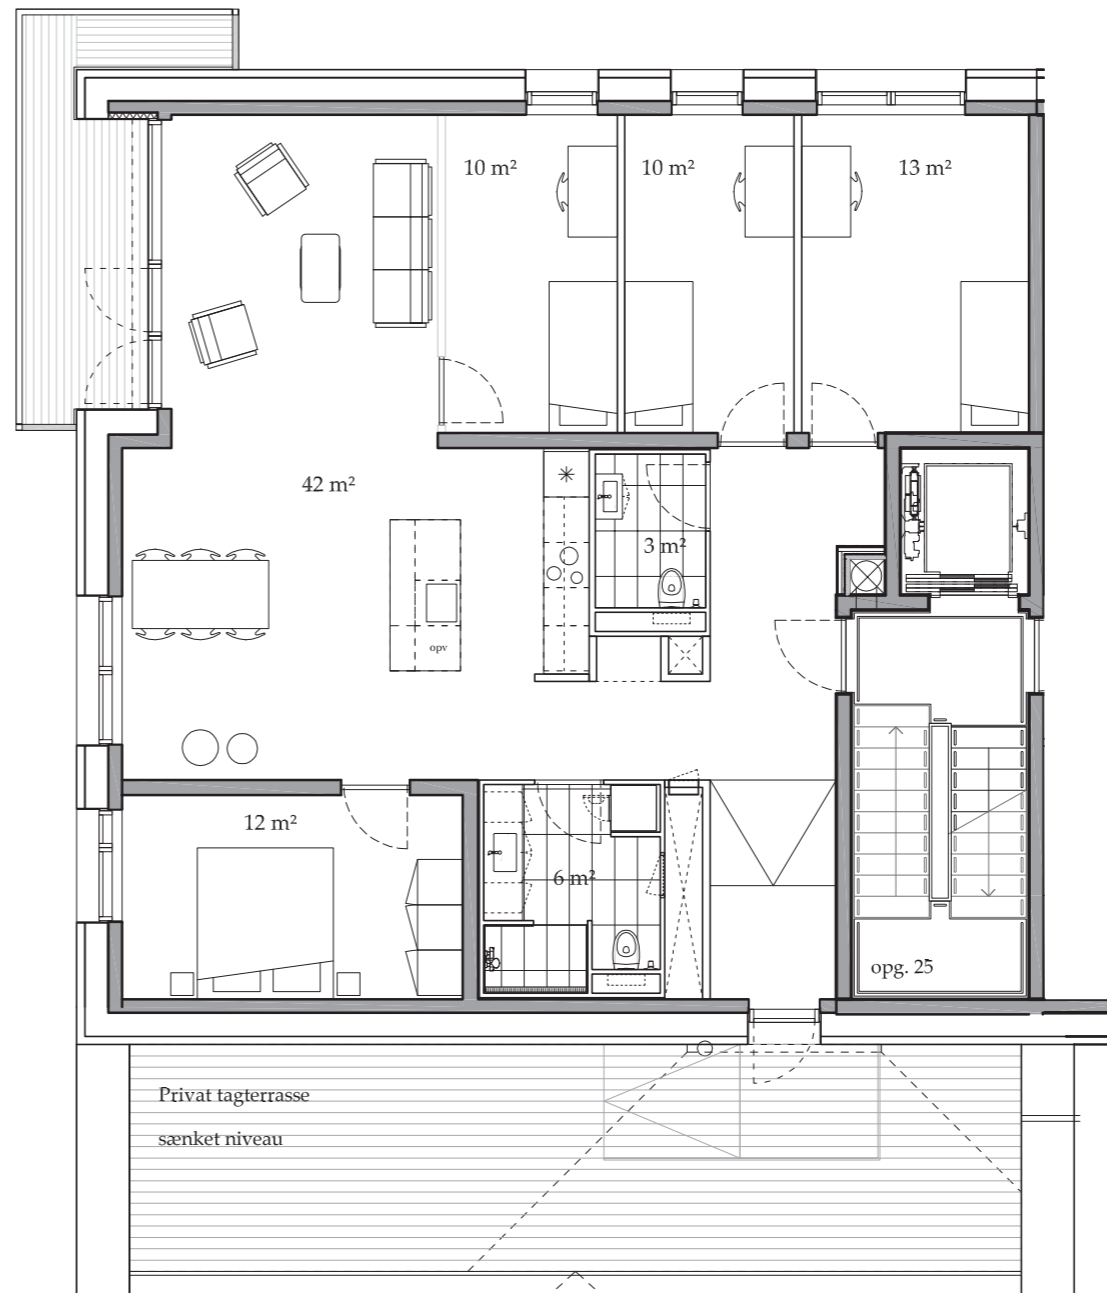 10 m²
10 m²
13 m²
42 m²
3 m²
opv
12 m²
6 m²
opg. 25
Privat tagterrasse
sænket niveau